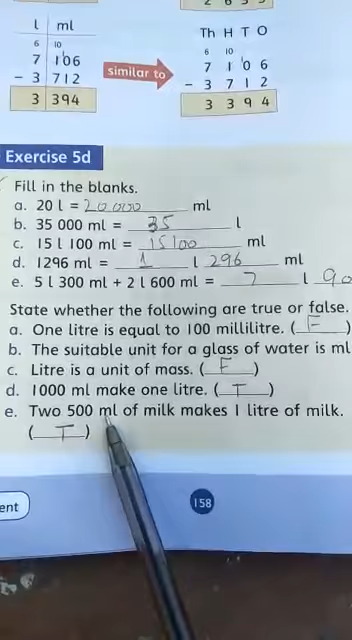 l ml
6 10
7 106
- 3 712
3 394
similar to
Th H T O
6 10
7 1 10 6
- 3 7 1 2
3 3 9 4
Exercise 5d
Fill in the blanks.
a. 20 l = 20000 ml
b. 35 000 ml = 35 l
c. 15 l 100 ml = 15100 ml
d. 1296 ml = 1 l 296 ml
e. 5 l 300 ml + 2 l 600 ml = 7 l 90
State whether the following are true or false.
a. One litre is equal to 100 millilitre. ( F )
b. The suitable unit for a glass of water is ml
c. Litre is a unit of mass. ( F )
d. 1000 ml make one litre. ( T )
e. Two 500 ml of milk makes 1 litre of milk.
( T )
158